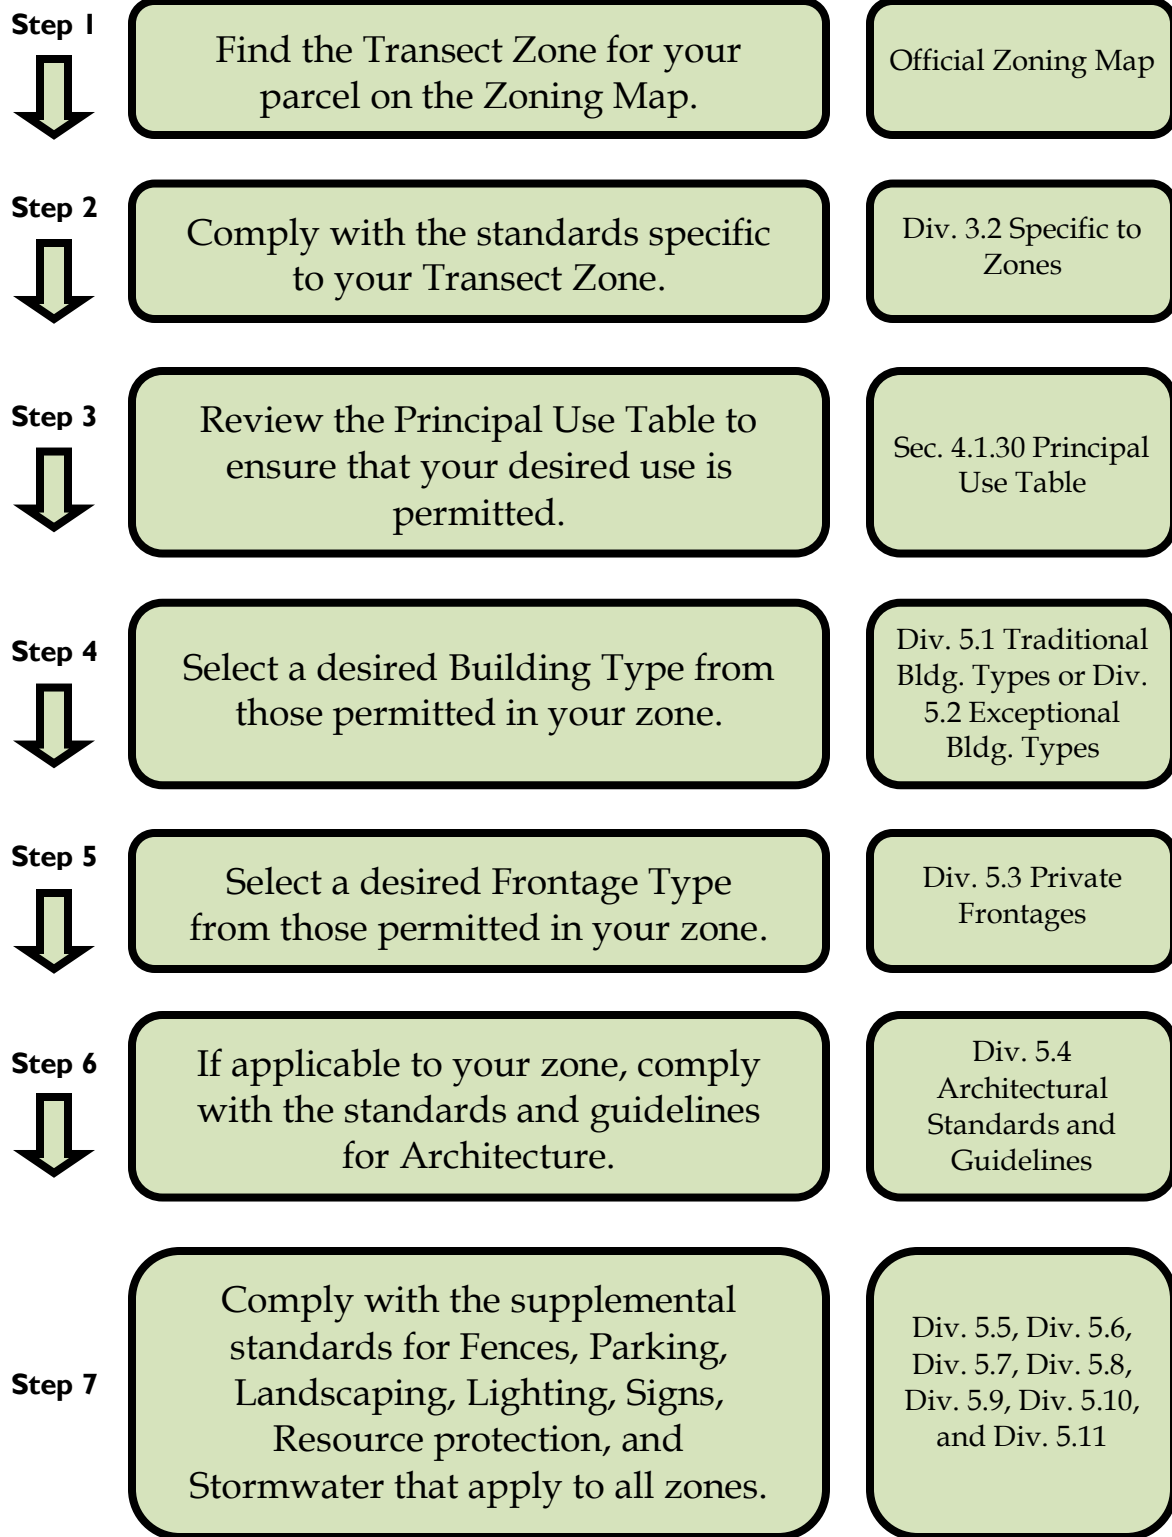 Step 1
Find the Transect Zone for your
parcel on the Zoning Map.
Official Zoning Map
Step 2
Comply with the standards specific
to your Transect Zone.
Div. 3.2 Specific to
Zones
Step 3
Review the Principal Use Table to
ensure that your desired use is
permitted.
Sec. 4.1.30 Principal
Use Table
Step 4
Select a desired Building Type from
those permitted in your zone.
Div. 5.1 Traditional
Bldg. Types or Div.
5.2 Exceptional
Bldg. Types
Step 5
Select a desired Frontage Type
from those permitted in your zone.
Div. 5.3 Private
Frontages
Step 6
If applicable to your zone, comply
with the standards and guidelines
for Architecture.
Div. 5.4
Architectural
Standards and
Guidelines
Step 7
Comply with the supplemental
standards for Fences, Parking,
Landscaping, Lighting, Signs,
Resource protection, and
Stormwater that apply to all zones.
Div. 5.5, Div. 5.6,
Div. 5.7, Div. 5.8,
Div. 5.9, Div. 5.10,
and Div. 5.11